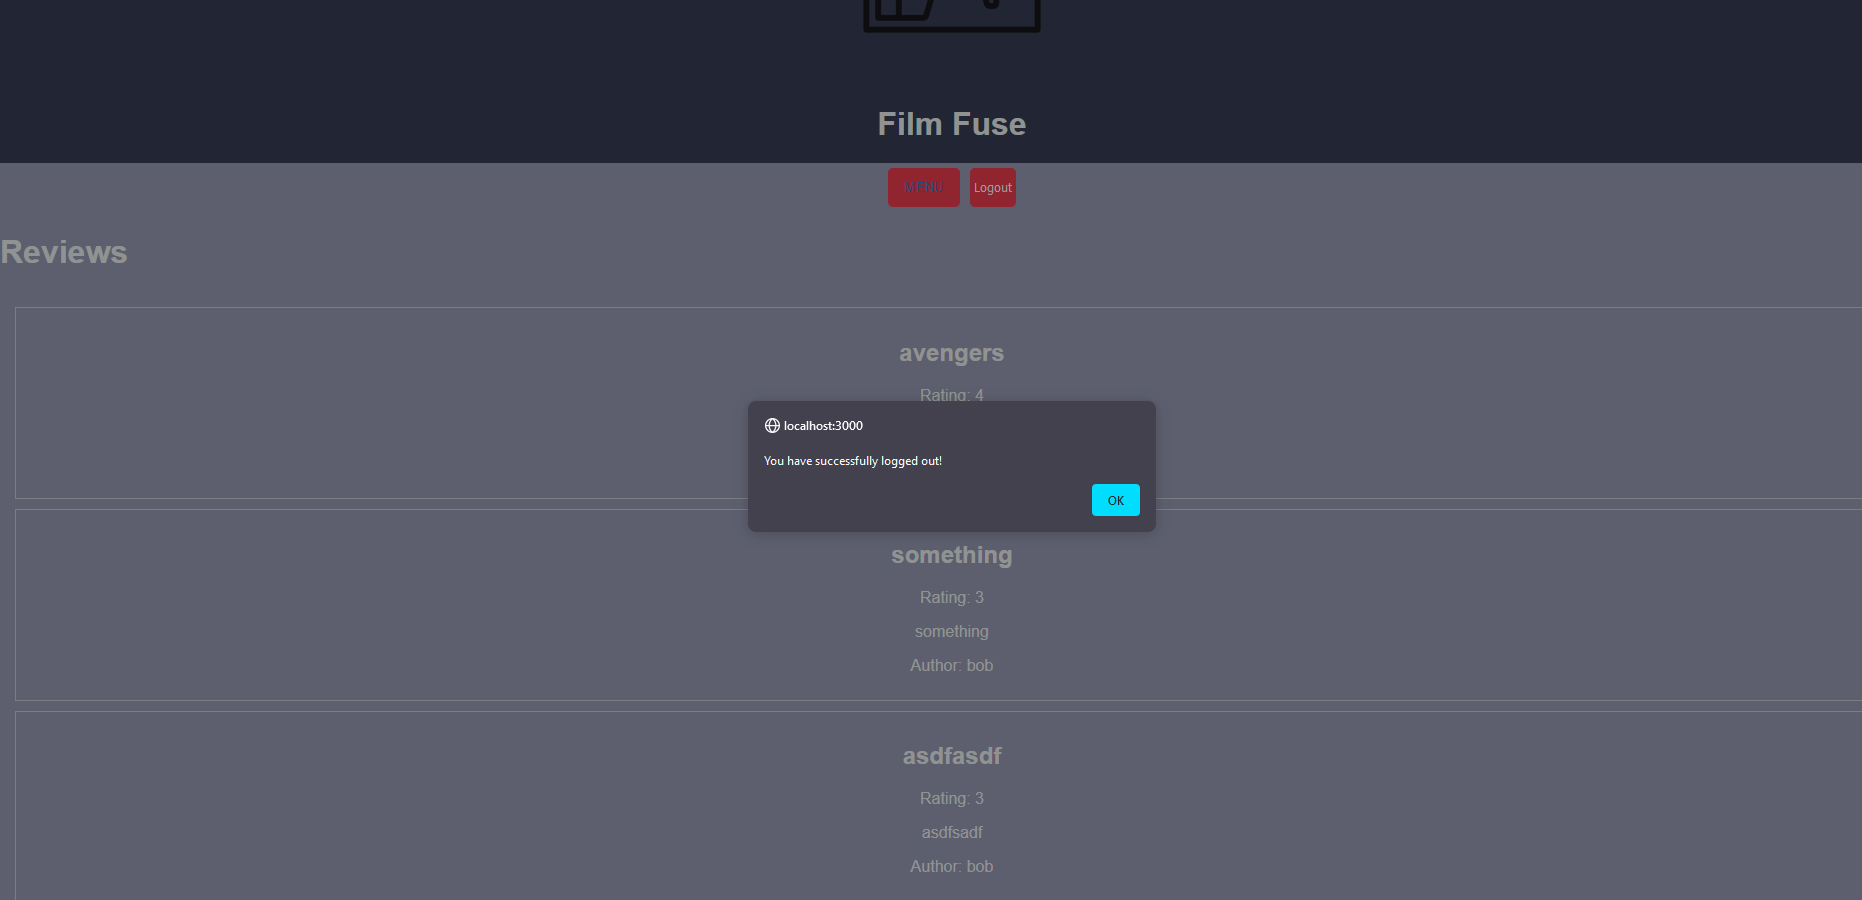 Film Fuse
MENU
Logout
Reviews
avengers
Rating: 4
localhost:3000
You have successfully logged out!
OK
something
Rating: 3
something
Author: bob
asdfasdf
Rating: 3
asdfsadf
Author: bob